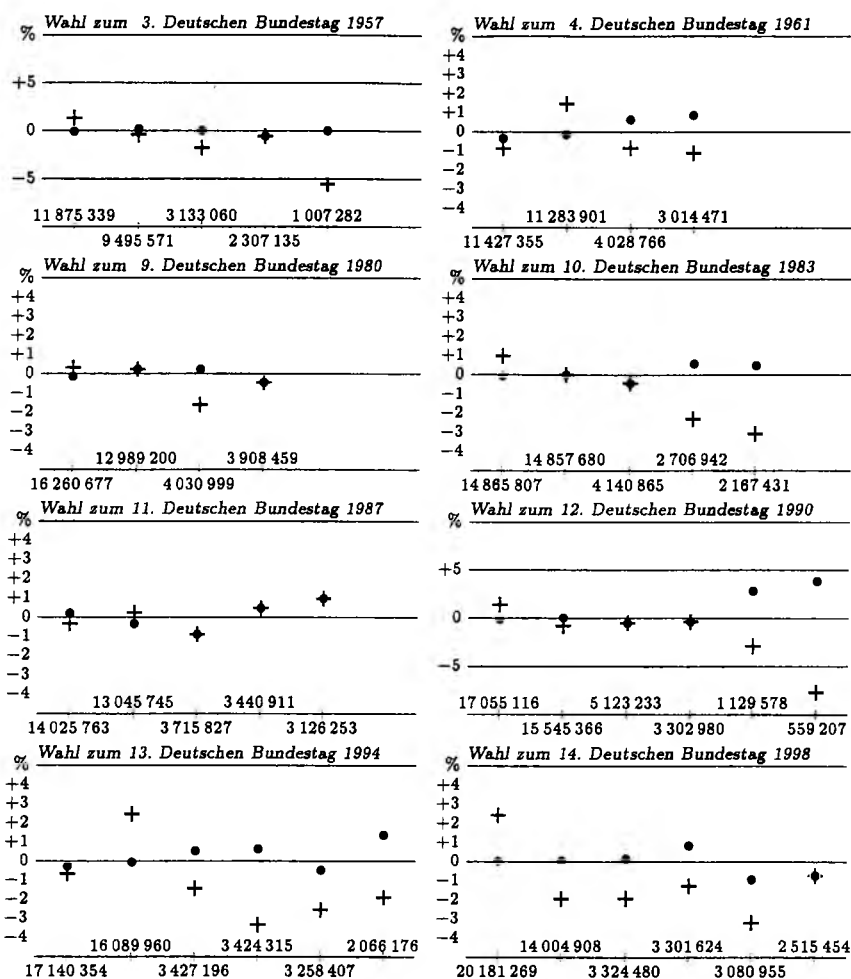 % Wahl zum 3. Deutschen Bundestag 1957
+5
0
−5
11 875 339 3 133 060 1 007 282
9 495 571 2 307 135
% Wahl zum 4. Deutschen Bundestag 1961
+4
+3
+2
+1
0
−1
−2
−3
−4
11 283 901 3 014 471
11 427 355 4 028 766
% Wahl zum 9. Deutschen Bundestag 1980
+4
+3
+2
+1
0
−1
−2
−3
−4
12 989 200 3 908 459
16 260 677 4 030 999
% Wahl zum 10. Deutschen Bundestag 1983
+4
+3
+2
+1
0
−1
−2
−3
−4
14 857 680 2 706 942
14 865 807 4 140 865 2 167 431
% Wahl zum 11. Deutschen Bundestag 1987
+4
+3
+2
+1
0
−1
−2
−3
−4
13 045 745 3 440 911
14 025 763 3 715 827 3 126 253
% Wahl zum 12. Deutschen Bundestag 1990
+5
0
−5
17 055 116 5 123 233 1 129 578
15 545 366 3 302 980 559 207
% Wahl zum 13. Deutschen Bundestag 1994
+4
+3
+2
+1
0
−1
−2
−3
−4
16 089 960 3 424 315 2 066 176
17 140 354 3 427 196 3 258 407
% Wahl zum 14. Deutschen Bundestag 1998
+4
+3
+2
+1
0
−1
−2
−3
−4
14 004 908 3 301 624 2 515 454
20 181 269 3 324 480 3 080 955